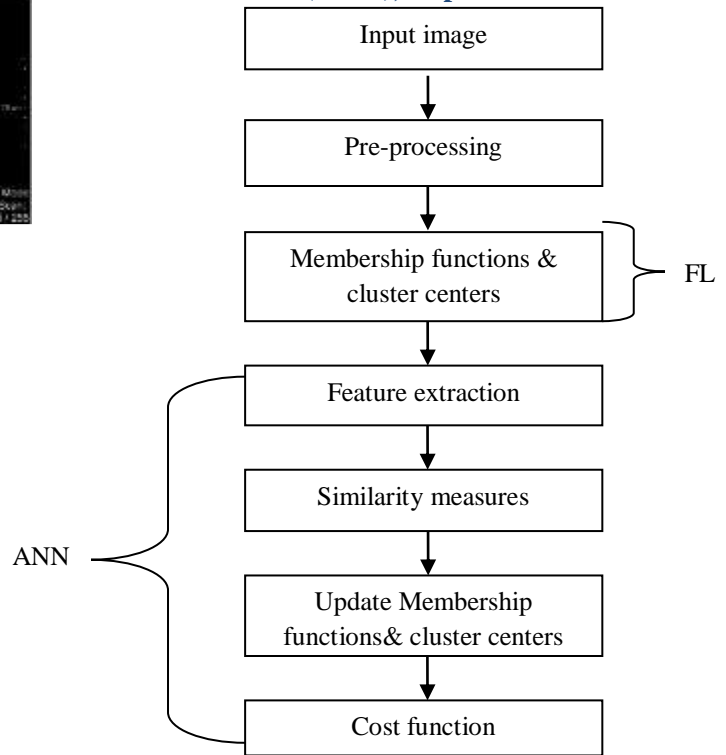 Input image
Pre-processing
Membership functions &
cluster centers
FL
Feature extraction
Similarity measures
ANN
Update Membership
functions& cluster centers
Cost function